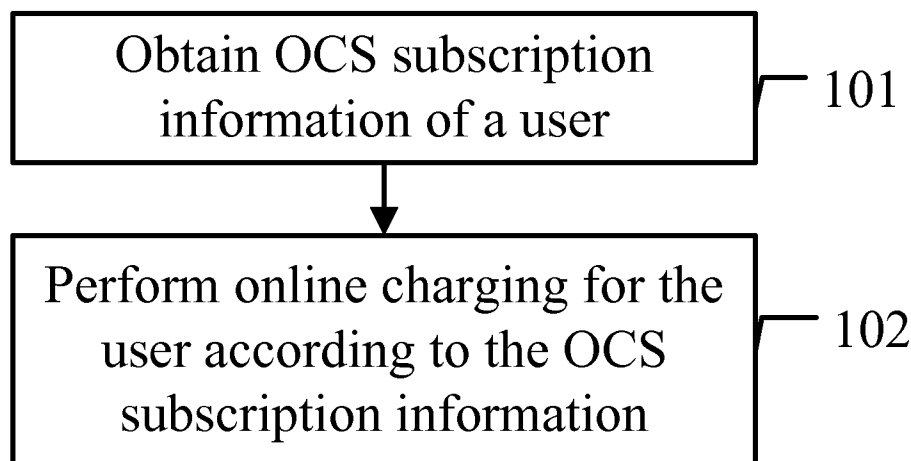 Obtain OCS subscription
information of a user
101
Perform online charging for the
user according to the OCS
subscription information
102